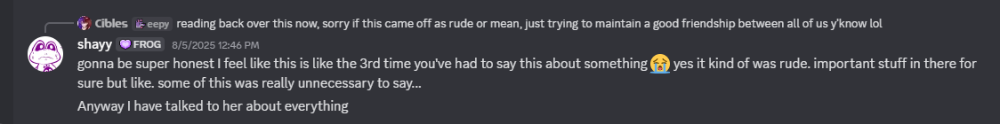 Cibles eepy reading back over this now, sorry if this came off as rude or mean, just trying to maintain a good friendship between all of us y'know lol
shayy FROG 8/5/2025 12:46 PM
gonna be super honest I feel like this is like the 3rd time you've had to say this about something 😭 yes it kind of was rude. important stuff in there for
sure but like. some of this was really unnecessary to say...
Anyway I have talked to her about everything